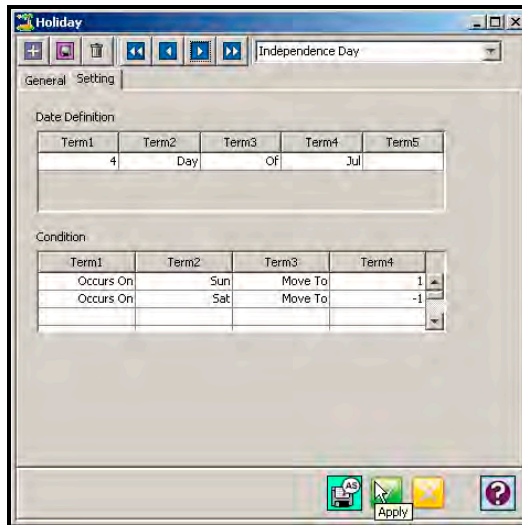 Holiday
Independence Day
General Setting
Date Definition
Term1 Term2 Term3 Term4 Term5
4 Day Of Jul
Condition
Term1 Term2 Term3 Term4
Occurs On Sun Move To 1
Occurs On Sat Move To -1
AS
Apply